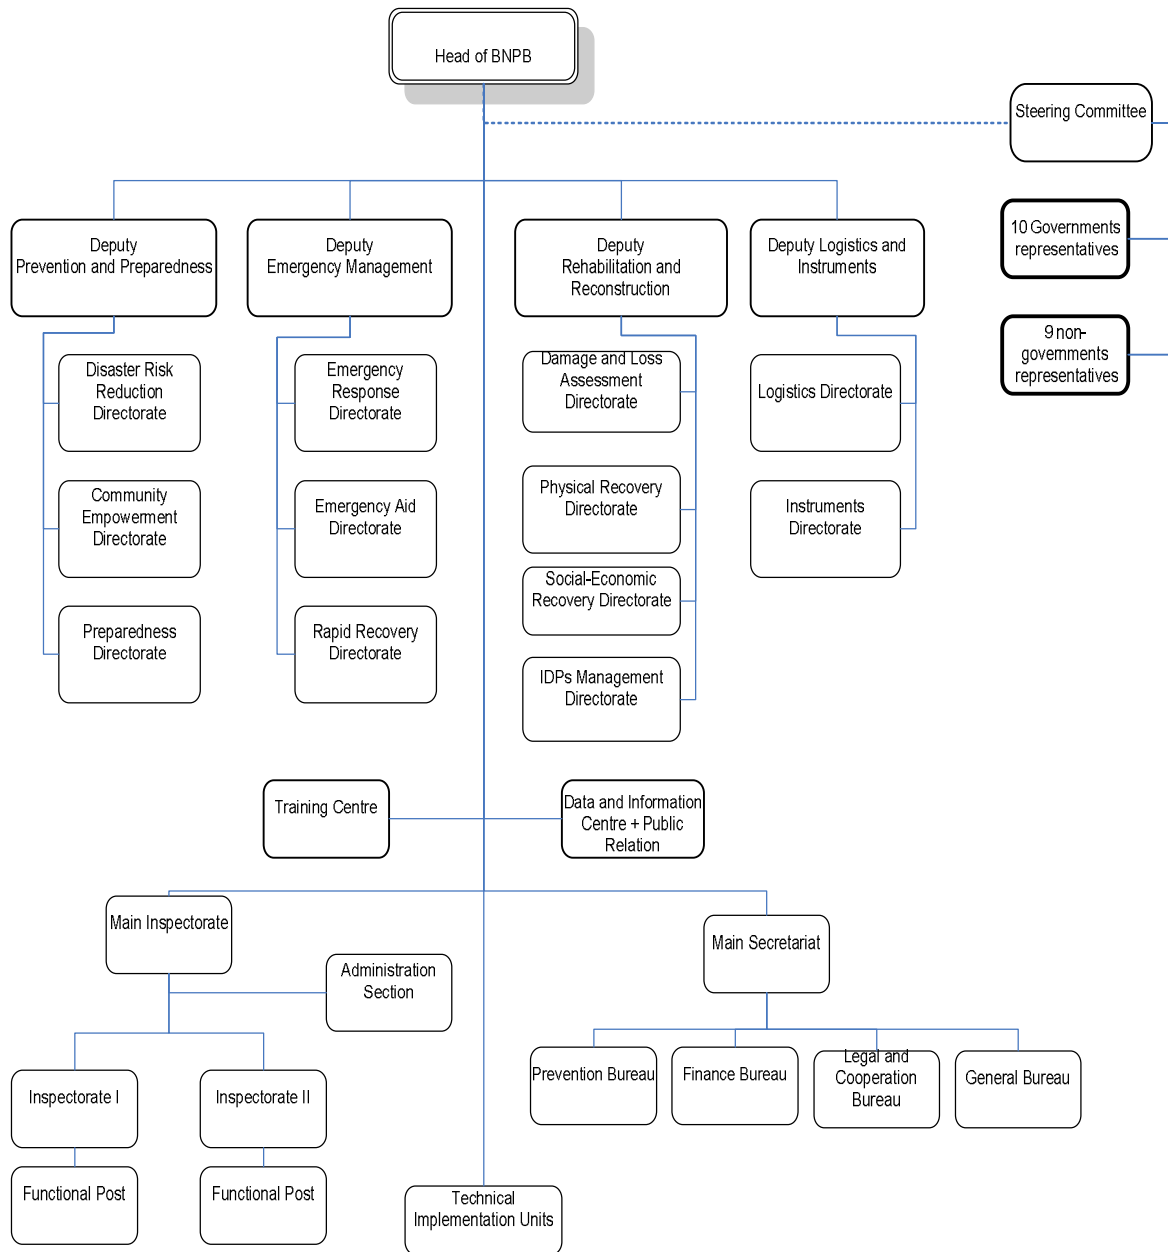 Head of BNPB
Steering Committee
10 Governments
representatives
9 non-
governments
representatives
Deputy
Prevention and Preparedness
Deputy
Emergency Management
Deputy
Rehabilitation and
Reconstruction
Deputy Logistics and
Instruments
Disaster Risk
Reduction
Directorate
Community
Empowerment
Directorate
Preparedness
Directorate
Emergency
Response
Directorate
Emergency Aid
Directorate
Rapid Recovery
Directorate
Damage and Loss
Assessment
Directorate
Physical Recovery
Directorate
Social-Economic
Recovery Directorate
IDPs Management
Directorate
Logistics Directorate
Instruments
Directorate
Training Centre
Data and Information
Centre + Public
Relation
Main Inspectorate
Administration
Section
Inspectorate I
Inspectorate II
Functional Post
Functional Post
Main Secretariat
Prevention Bureau
Finance Bureau
Legal and
Cooperation
Bureau
General Bureau
Technical
Implementation Units